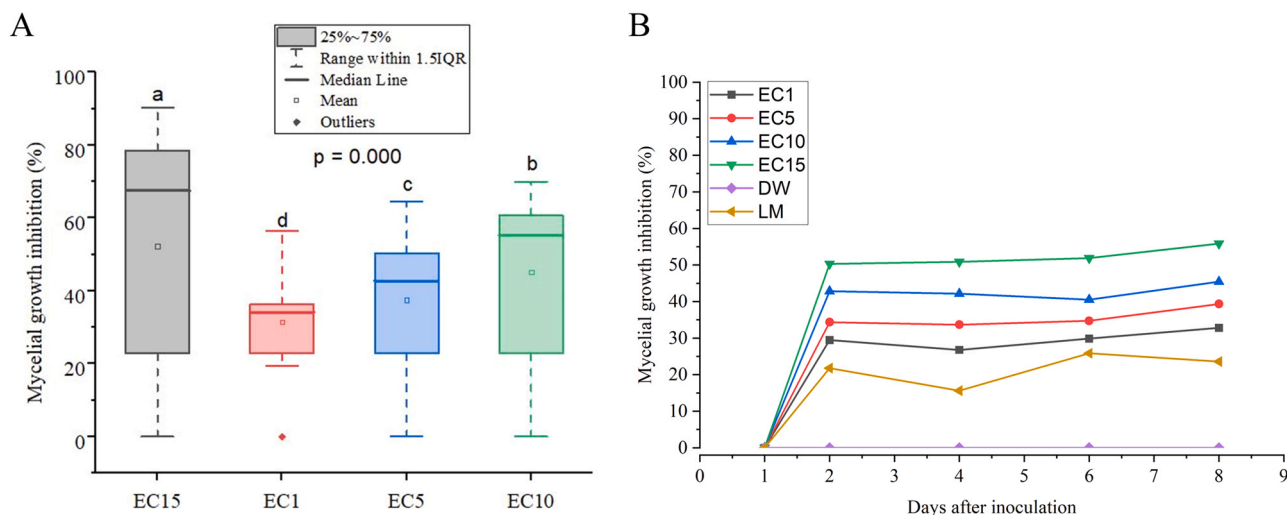 A
25%~75%
Range within 1.5IQR
Median Line
Mean
Outliers
p = 0.000
a
d
c
b
Mycelial growth inhibition (%)
100
80
60
40
20
0
EC15 EC1 EC5 EC10
B
EC1
EC5
EC10
EC15
DW
LM
Mycelial growth inhibition (%)
100
90
80
70
60
50
40
30
20
10
0
0 1 2 3 4 5 6 7 8 9
Days after inoculation